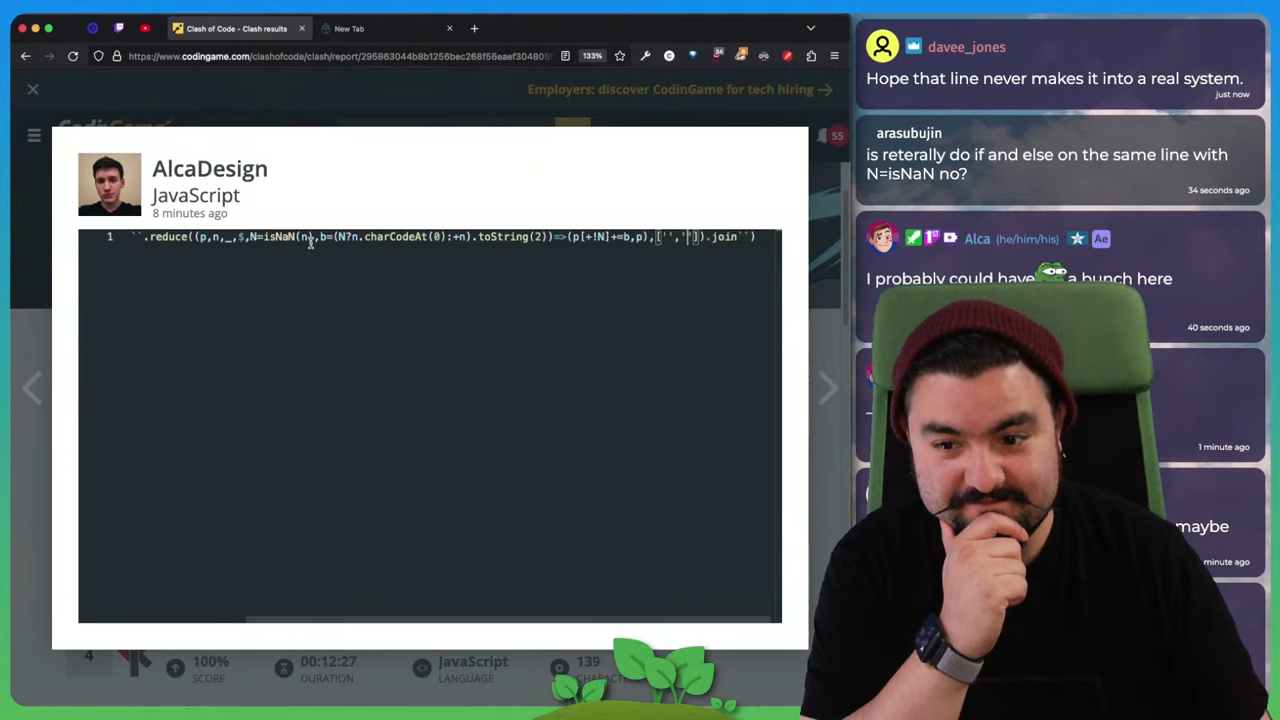 Clash of Code - Clash results
New Tab
https://www.codingame.com/clashofcode/clash/report/295863044b8b1256bec268f56eaef3048055
133%
Employers: discover CodinGame for tech hiring
55
AlcaDesign
JavaScript
8 minutes ago
1 ``.reduce((p,n,_,$,N=isNaN(n),b=(N?n.charCodeAt(0):+n).toString(2))=>(p[+!N]+=b,p),['','']).join``)
4
100%
SCORE
00:12:27
DURATION
JavaScript
LANGUAGE
139
davee_jones
Hope that line never makes it into a real system.
just now
arasubujin
is reterally do if and else on the same line with
N=isNaN no?
34 seconds ago
Alca (he/him) Ae
I probably could have a bunch here
40 seconds ago
1 minute ago
maybe
minute ago